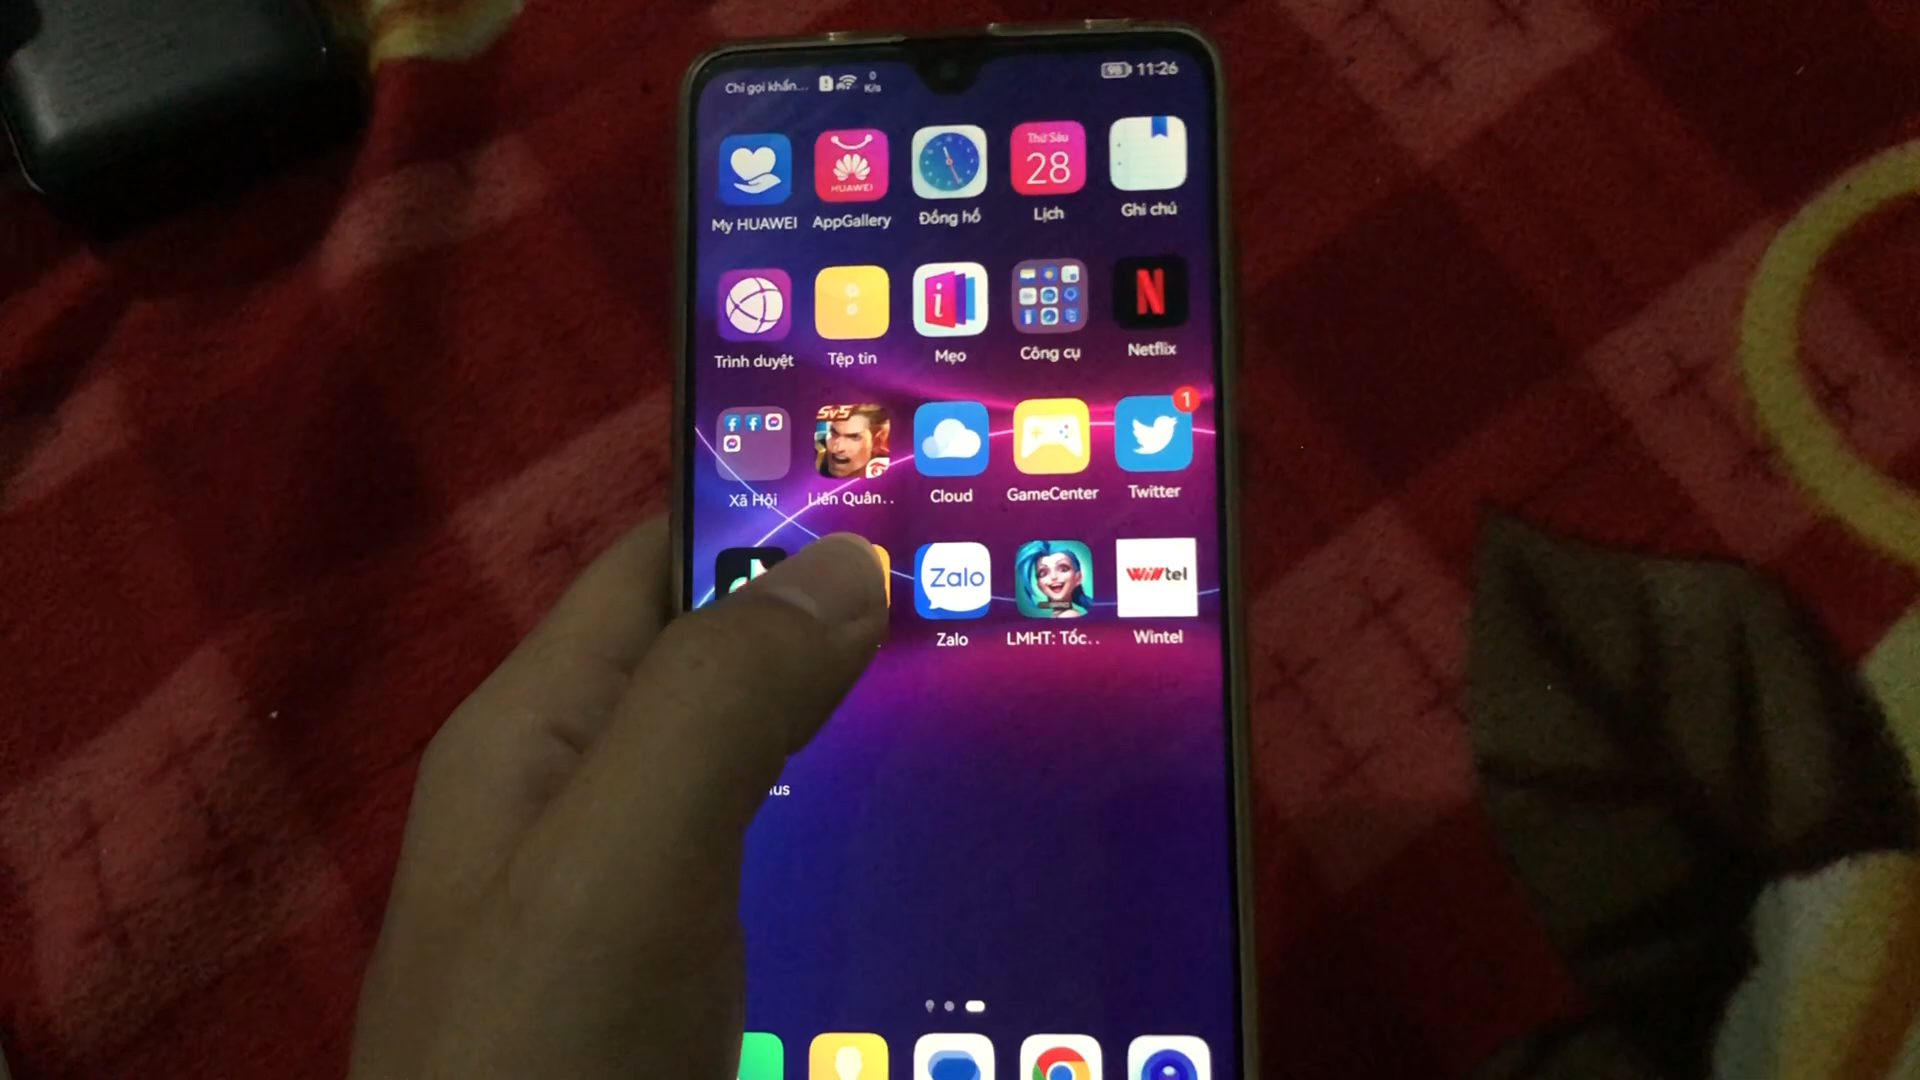 Chỉ gọi khẩn... 0 K/s 98 11:26
Thứ Sáu
28
HUAWEI
My HUAWEI AppGallery Đồng hồ Lịch Ghi chú
i N
Trình duyệt Tệp tin Mẹo Công cụ Netflix
5v5 1
Xã Hội Liên Quân.. Cloud GameCenter Twitter
Zalo Wintel
Zalo LMHT: Tốc.. Wintel